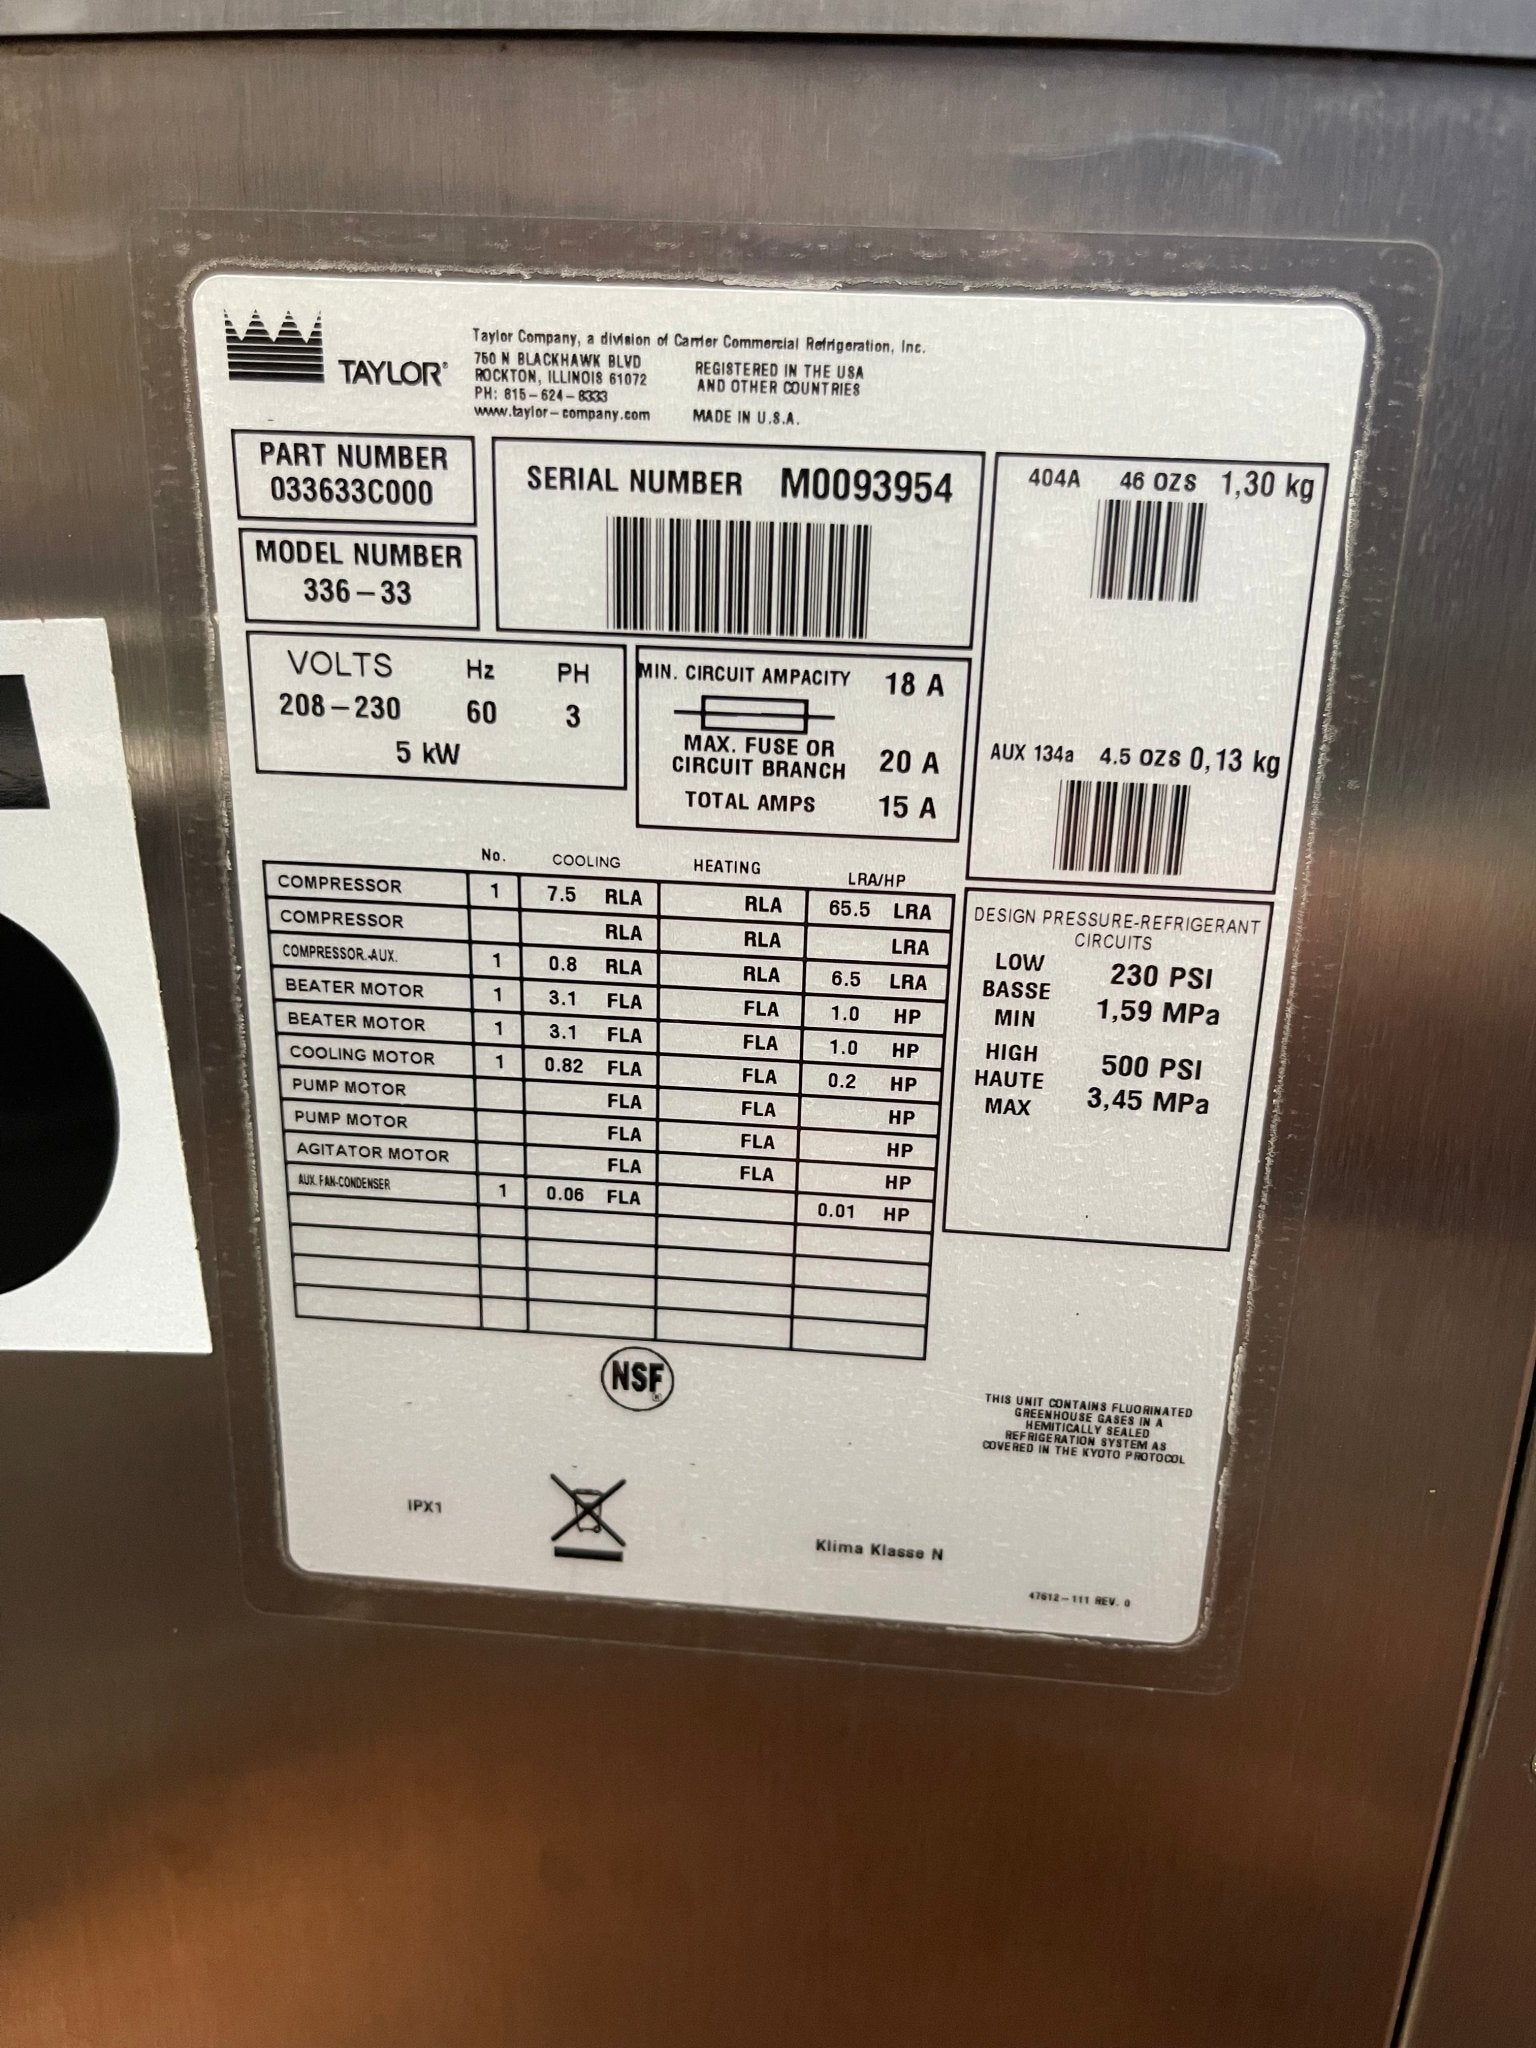 TAYLOR®
Taylor Company, a division of Carrier Commercial Refrigeration, Inc.
750 N BLACKHAWK BLVD
ROCKTON, ILLINOIS 61072
PH: 815-624-8333
www.taylor-company.com
REGISTERED IN THE USA
AND OTHER COUNTRIES
MADE IN U.S.A.
PART NUMBER
033633C000
MODEL NUMBER
336-33
SERIAL NUMBER M0093954
404A 46 OZS 1,30 kg
AUX 134a 4.5 OZS 0,13 kg
VOLTS Hz PH
208-230 60 3
5 kW
MIN. CIRCUIT AMPACITY 18 A
MAX. FUSE OR
CIRCUIT BRANCH 20 A
TOTAL AMPS 15 A
No. COOLING HEATING LRA/HP
COMPRESSOR 1 7.5 RLA RLA 65.5 LRA
COMPRESSOR RLA RLA LRA
COMPRESSOR.-AUX. 1 0.8 RLA RLA 6.5 LRA
BEATER MOTOR 1 3.1 FLA FLA 1.0 HP
BEATER MOTOR 1 3.1 FLA FLA 1.0 HP
COOLING MOTOR 1 0.82 FLA FLA 0.2 HP
PUMP MOTOR FLA FLA HP
PUMP MOTOR FLA FLA HP
AGITATOR MOTOR FLA FLA HP
AUX. FAN-CONDENSER 1 0.06 FLA 0.01 HP
DESIGN PRESSURE-REFRIGERANT
CIRCUITS
LOW
BASSE
MIN
230 PSI
1,59 MPa
HIGH
HAUTE
MAX
500 PSI
3,45 MPa
NSF®
THIS UNIT CONTAINS FLUORINATED
GREENHOUSE GASES IN A
HEMITICALLY SEALED
REFRIGERATION SYSTEM AS
COVERED IN THE KYOTO PROTOCOL
IPX1
Klima Klasse N
47612-111 REV. 0